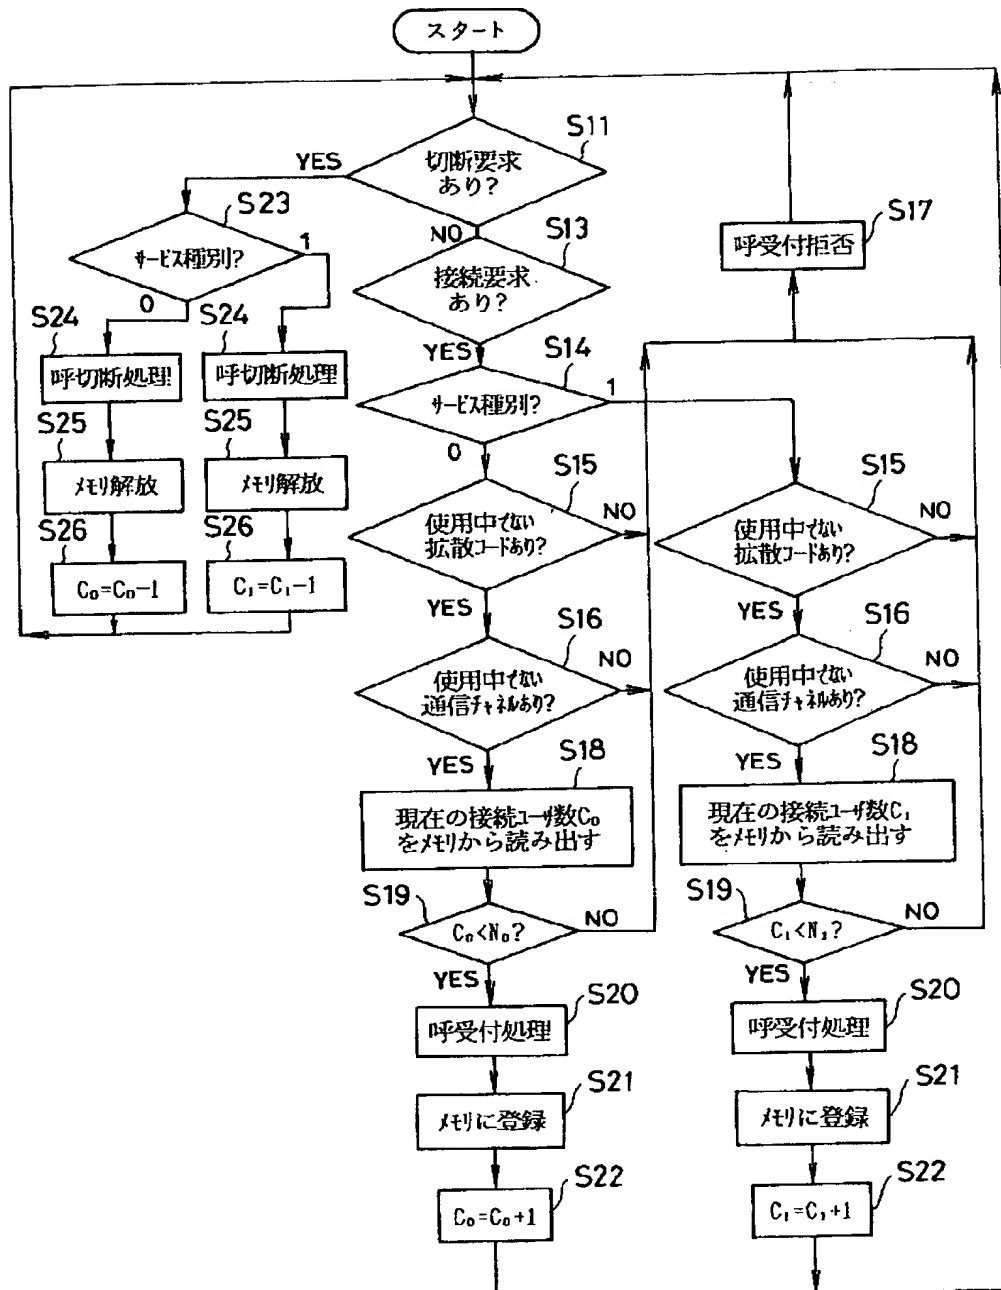 スタート
S11
切断要求
あり?
YES
NO
S23
サービス種別?
1
0
S13
接続要求
あり?
YES
S17
呼受付拒否
S24
呼切断処理
S24
呼切断処理
S14
サービス種別?
1
0
S25
メモリ解放
S25
メモリ解放
S26
C₀=C₀-1
S26
C₁=C₁-1
S15
使用中でない
拡散コードあり?
NO
YES
S15
使用中でない
拡散コードあり?
NO
YES
S16
使用中でない
通信チャネルあり?
NO
YES
S16
使用中でない
通信チャネルあり?
NO
YES
S18
現在の接続ユーザ数C₀
をメモリから読み出す
S18
現在の接続ユーザ数C₁
をメモリから読み出す
S19
C₀<N₀?
NO
YES
S19
C₁<N₁?
NO
YES
S20
呼受付処理
S20
呼受付処理
S21
メモリに登録
S21
メモリに登録
S22
C₀=C₀+1
S22
C₁=C₁+1